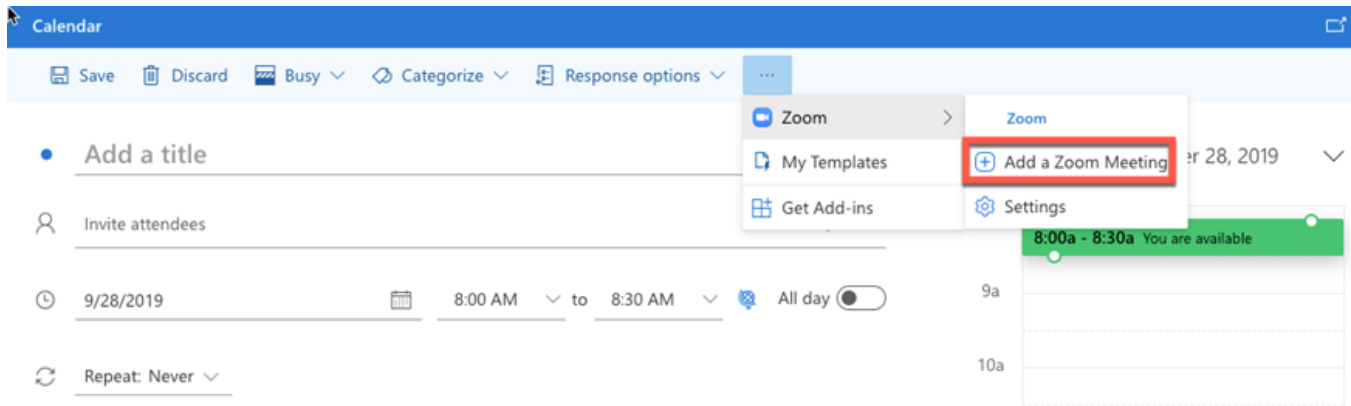 Calendar
Save Discard Busy Categorize Response options ...
Zoom
My Templates
Get Add-ins
Zoom
Add a Zoom Meeting
Settings
Add a title
28, 2019
Invite attendees
8:00a - 8:30a You are available
9/28/2019 8:00 AM to 8:30 AM All day
9a
10a
Repeat: Never